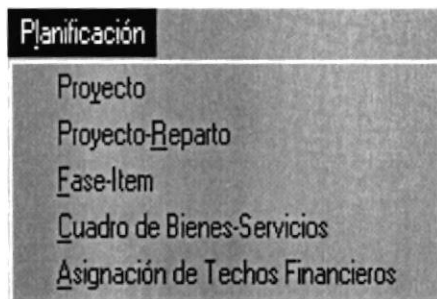 Planificación
Proyecto
Proyecto-Reparto
Fase-Item
Cuadro de Bienes-Servicios
Asignación de Techos Financieros